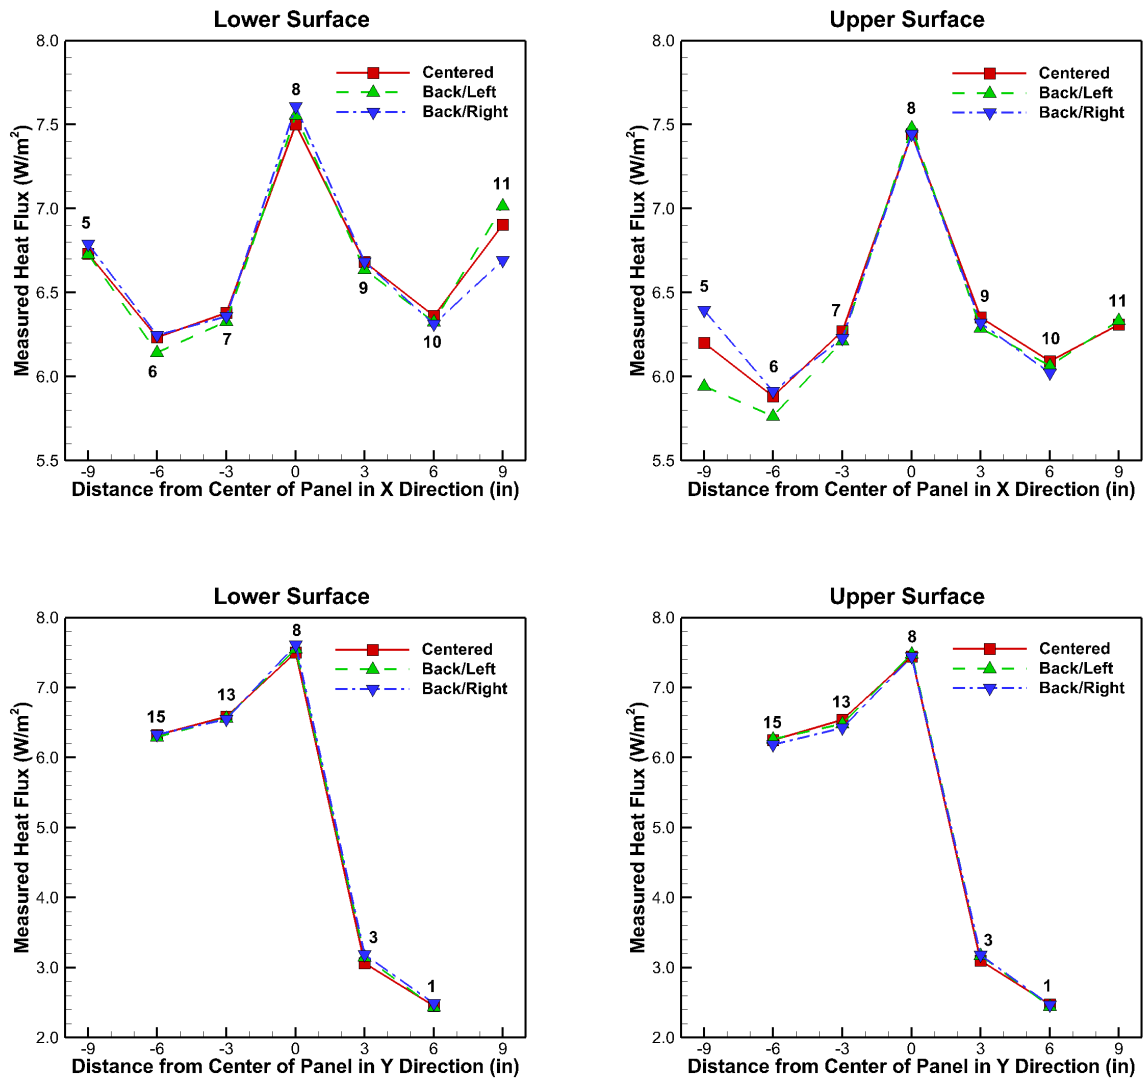 Lower Surface
8.0
7.5
7.0
6.5
6.0
5.5
Measured Heat Flux (W/m²)
Centered
Back/Left
Back/Right
5
6
7
8
9
10
11
-9 -6 -3 0 3 6 9
Distance from Center of Panel in X Direction (in)
Upper Surface
8.0
7.5
7.0
6.5
6.0
5.5
Measured Heat Flux (W/m²)
Centered
Back/Left
Back/Right
5
6
7
8
9
10
11
-9 -6 -3 0 3 6 9
Distance from Center of Panel in X Direction (in)
Lower Surface
8.0
7.0
6.0
5.0
4.0
3.0
2.0
Measured Heat Flux (W/m²)
Centered
Back/Left
Back/Right
15
13
8
3
1
-9 -6 -3 0 3 6 9
Distance from Center of Panel in Y Direction (in)
Upper Surface
8.0
7.0
6.0
5.0
4.0
3.0
2.0
Measured Heat Flux (W/m²)
Centered
Back/Left
Back/Right
15
13
8
3
1
-9 -6 -3 0 3 6 9
Distance from Center of Panel in Y Direction (in)